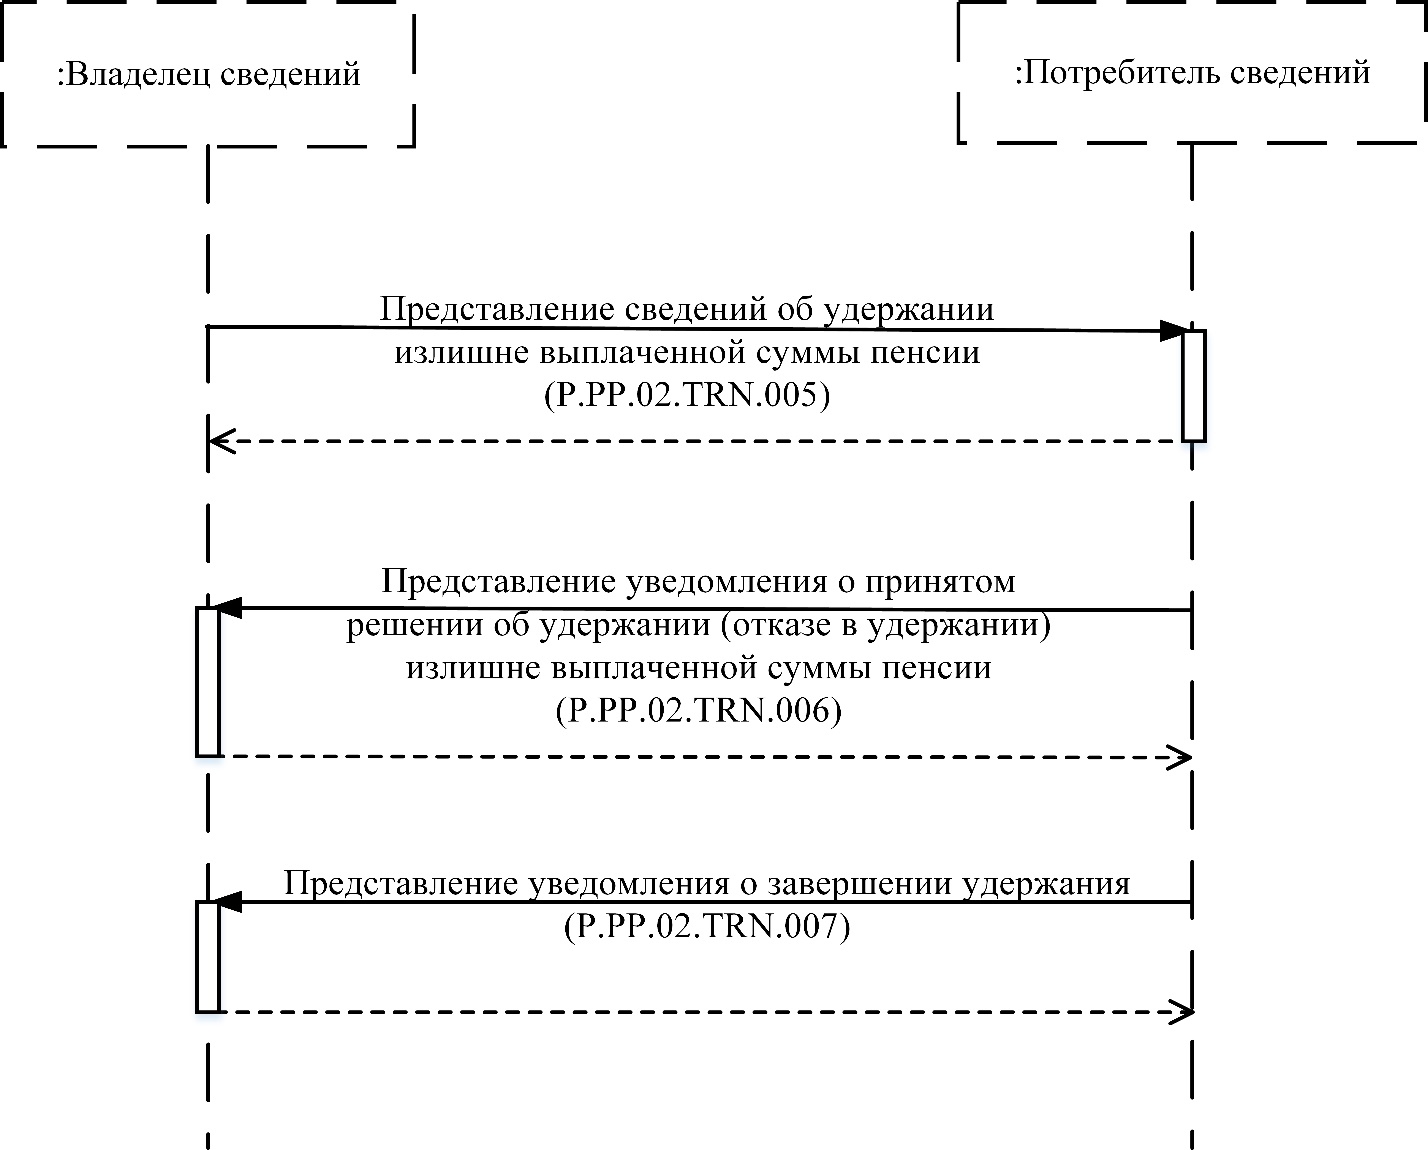 :Владелец сведений
:Потребитель сведений
Представление сведений об удержании
излишне выплаченной суммы пенсии
(P.PP.02.TRN.005)
Представление уведомления о принятом
решении об удержании (отказе в удержании)
излишне выплаченной суммы пенсии
(P.PP.02.TRN.006)
Представление уведомления о завершении удержания
(P.PP.02.TRN.007)